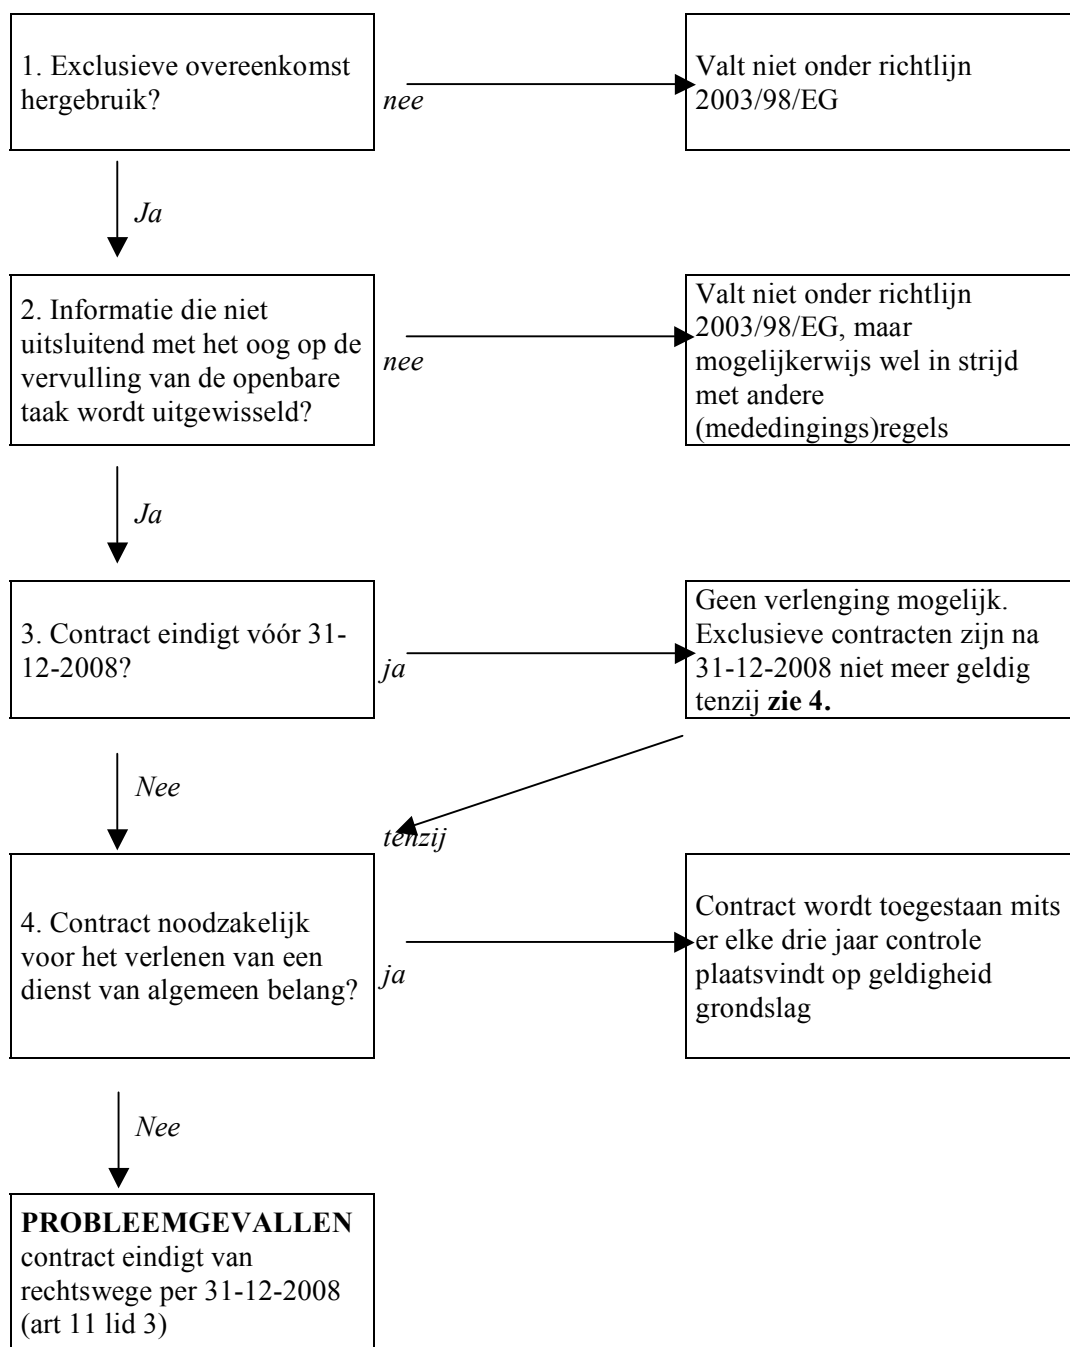 1. Exclusieve overeenkomst
hergebruik?
nee
Valt niet onder richtlijn
2003/98/EG
Ja
2. Informatie die niet
uitsluitend met het oog op de
vervulling van de openbare
taak wordt uitgewisseld?
nee
Valt niet onder richtlijn
2003/98/EG, maar
mogelijkerwijs wel in strijd
met andere
(mededingings)regels
Ja
3. Contract eindigt vóór 31-
12-2008?
ja
Geen verlenging mogelijk.
Exclusieve contracten zijn na
31-12-2008 niet meer geldig
tenzij zie 4.
Nee
tenzij
4. Contract noodzakelijk
voor het verlenen van een
dienst van algemeen belang?
ja
Contract wordt toegestaan mits
er elke drie jaar controle
plaatsvindt op geldigheid
grondslag
Nee
PROBLEEMGEVALLEN
contract eindigt van
rechtswege per 31-12-2008
(art 11 lid 3)